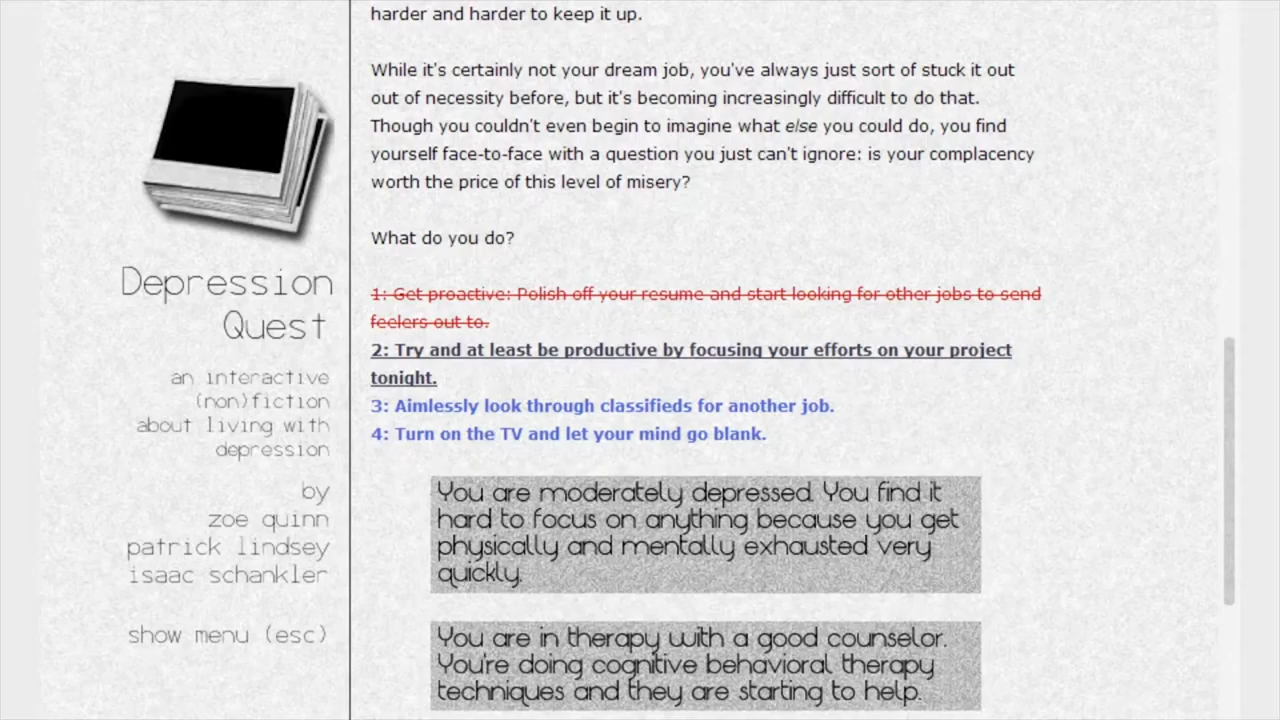 harder and harder to keep it up.
While it's certainly not your dream job, you've always just sort of stuck it out
out of necessity before, but it's becoming increasingly difficult to do that.
Though you couldn't even begin to imagine what else you could do, you find
yourself face-to-face with a question you just can't ignore: is your complacency
worth the price of this level of misery?
What do you do?
1: Get proactive: Polish off your resume and start looking for other jobs to send
feelers out to.
2: Try and at least be productive by focusing your efforts on your project
tonight.
3: Aimlessly look through classifieds for another job.
4: Turn on the TV and let your mind go blank.
You are moderately depressed. You find it
hard to focus on anything because you get
physically and mentally exhausted very
quickly.
You are in therapy with a good counselor.
You're doing cognitive behavioral therapy
techniques and they are starting to help.
Depression
Quest
an interactive
(non)fiction
about living with
depression
by
zoe quinn
patrick lindsey
isaac schankler
show menu (esc)